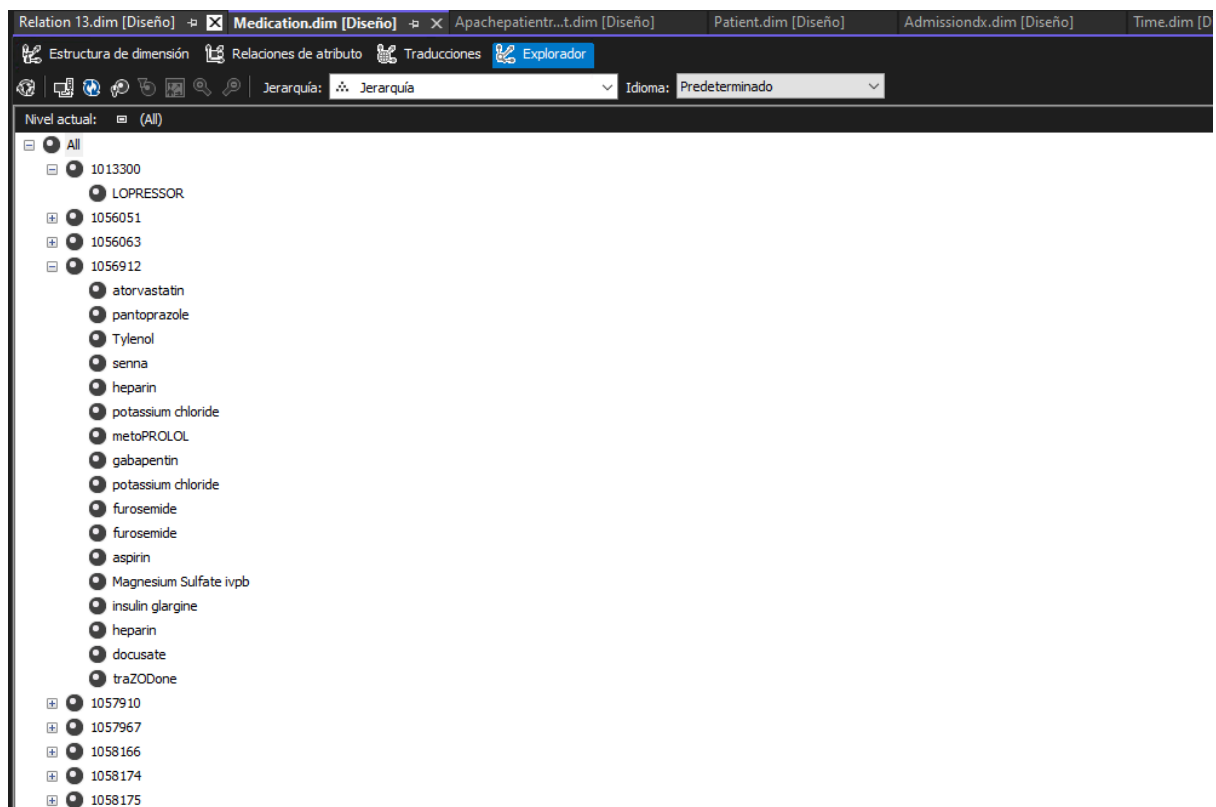 Relation 13.dim [Diseño] Medication.dim [Diseño] Apachepatientr...t.dim [Diseño] Patient.dim [Diseño] Admissiondx.dim [Diseño] Time.dim [D
Estructura de dimensión Relaciones de atributo Traducciones Explorador
Jerarquía: Jerarquía Idioma: Predeterminado
Nivel actual: (All)
All
1013300
LOPRESSOR
1056051
1056063
1056912
atorvastatin
pantoprazole
Tylenol
senna
heparin
potassium chloride
metoPROLOL
gabapentin
potassium chloride
furosemide
furosemide
aspirin
Magnesium Sulfate ivpb
insulin glargine
heparin
docusate
traZODone
1057910
1057967
1058166
1058174
1058175